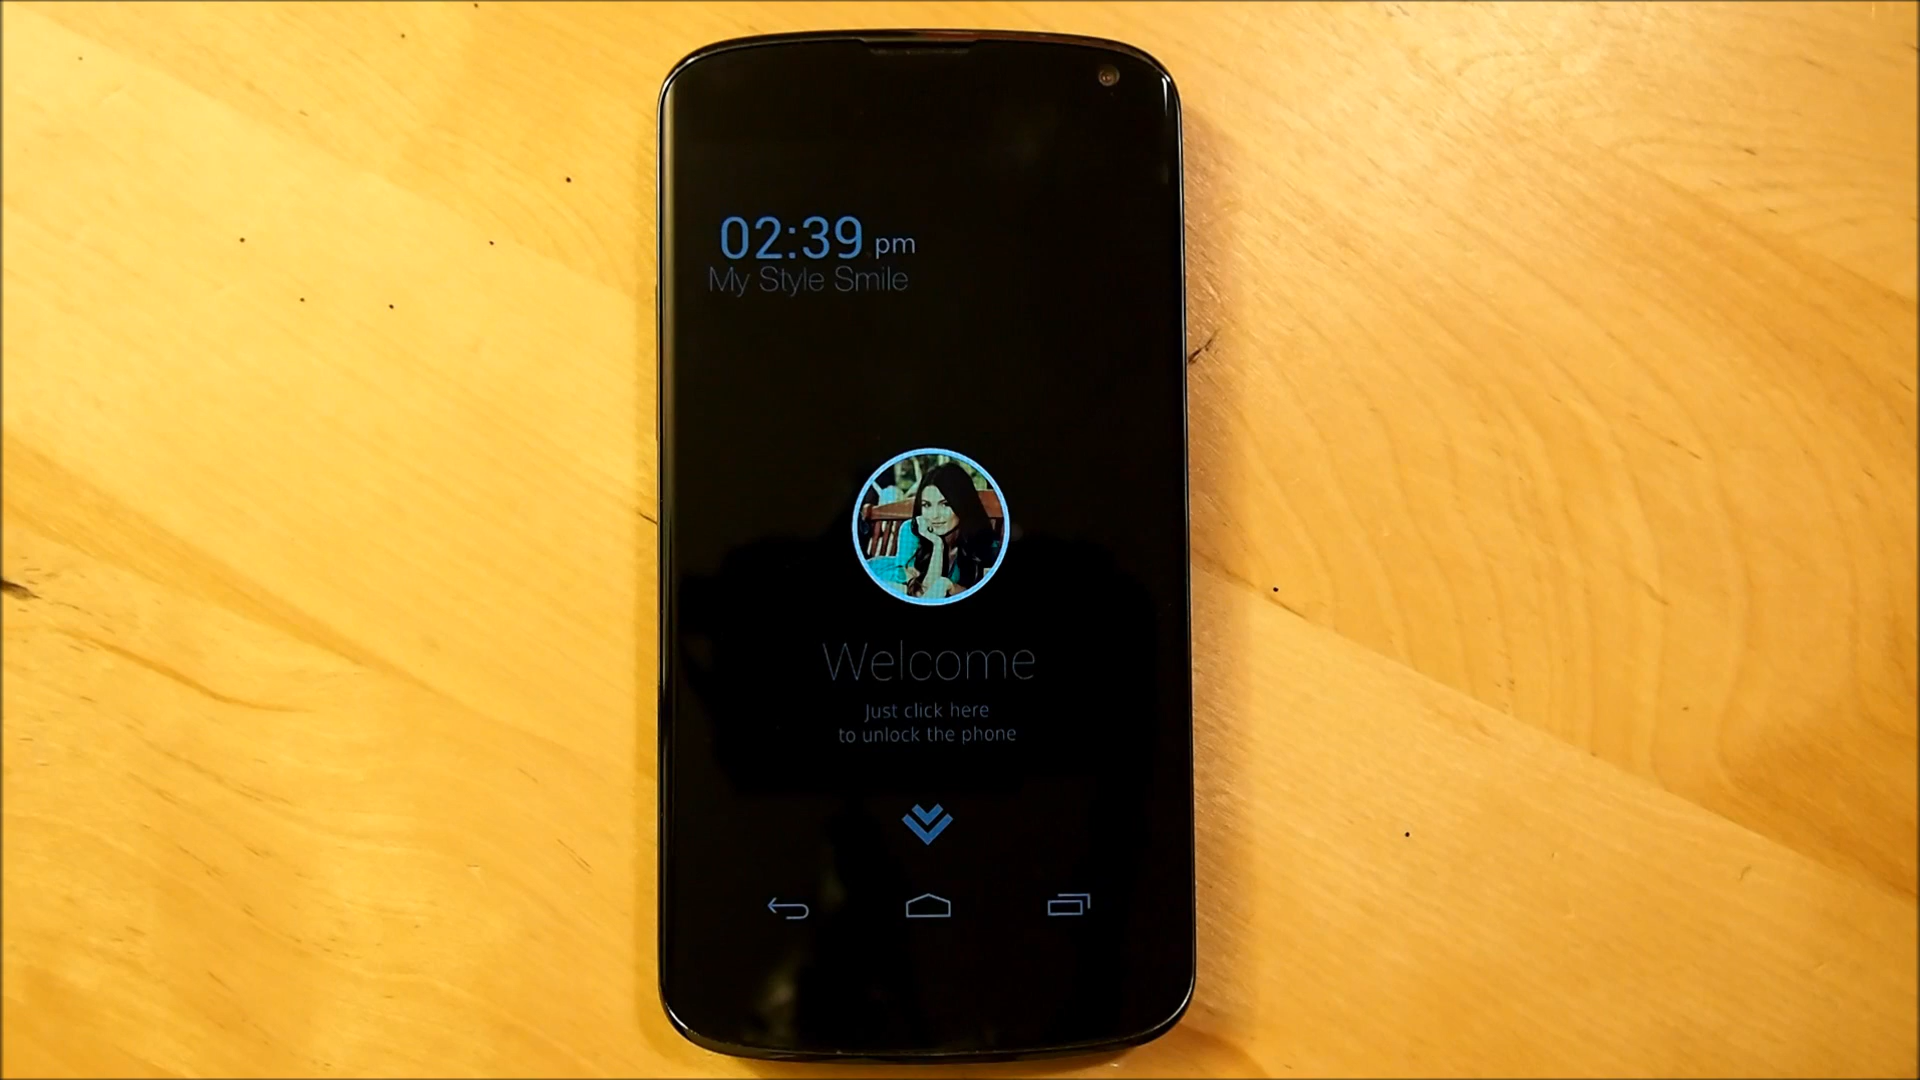 02:39 pm
My Style Smile
Welcome
Just click here
to unlock the phone